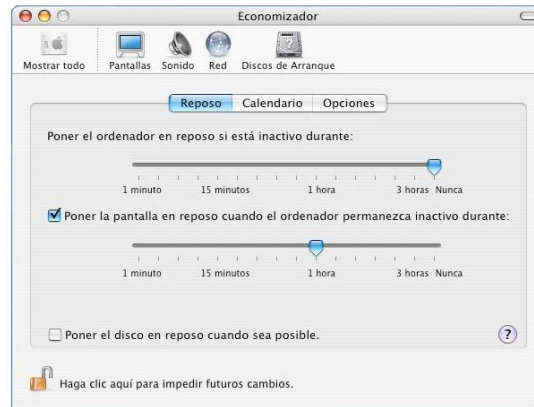 Economizador
Mostrar todo Pantallas Sonido Red Discos de Arranque
Reposo Calendario Opciones
Poner el ordenador en reposo si está inactivo durante:
1 minuto 15 minutos 1 hora 3 horas Nunca
Poner la pantalla en reposo cuando el ordenador permanezca inactivo durante:
1 minuto 15 minutos 1 hora 3 horas Nunca
Poner el disco en reposo cuando sea posible.
?
Haga clic aquí para impedir futuros cambios.